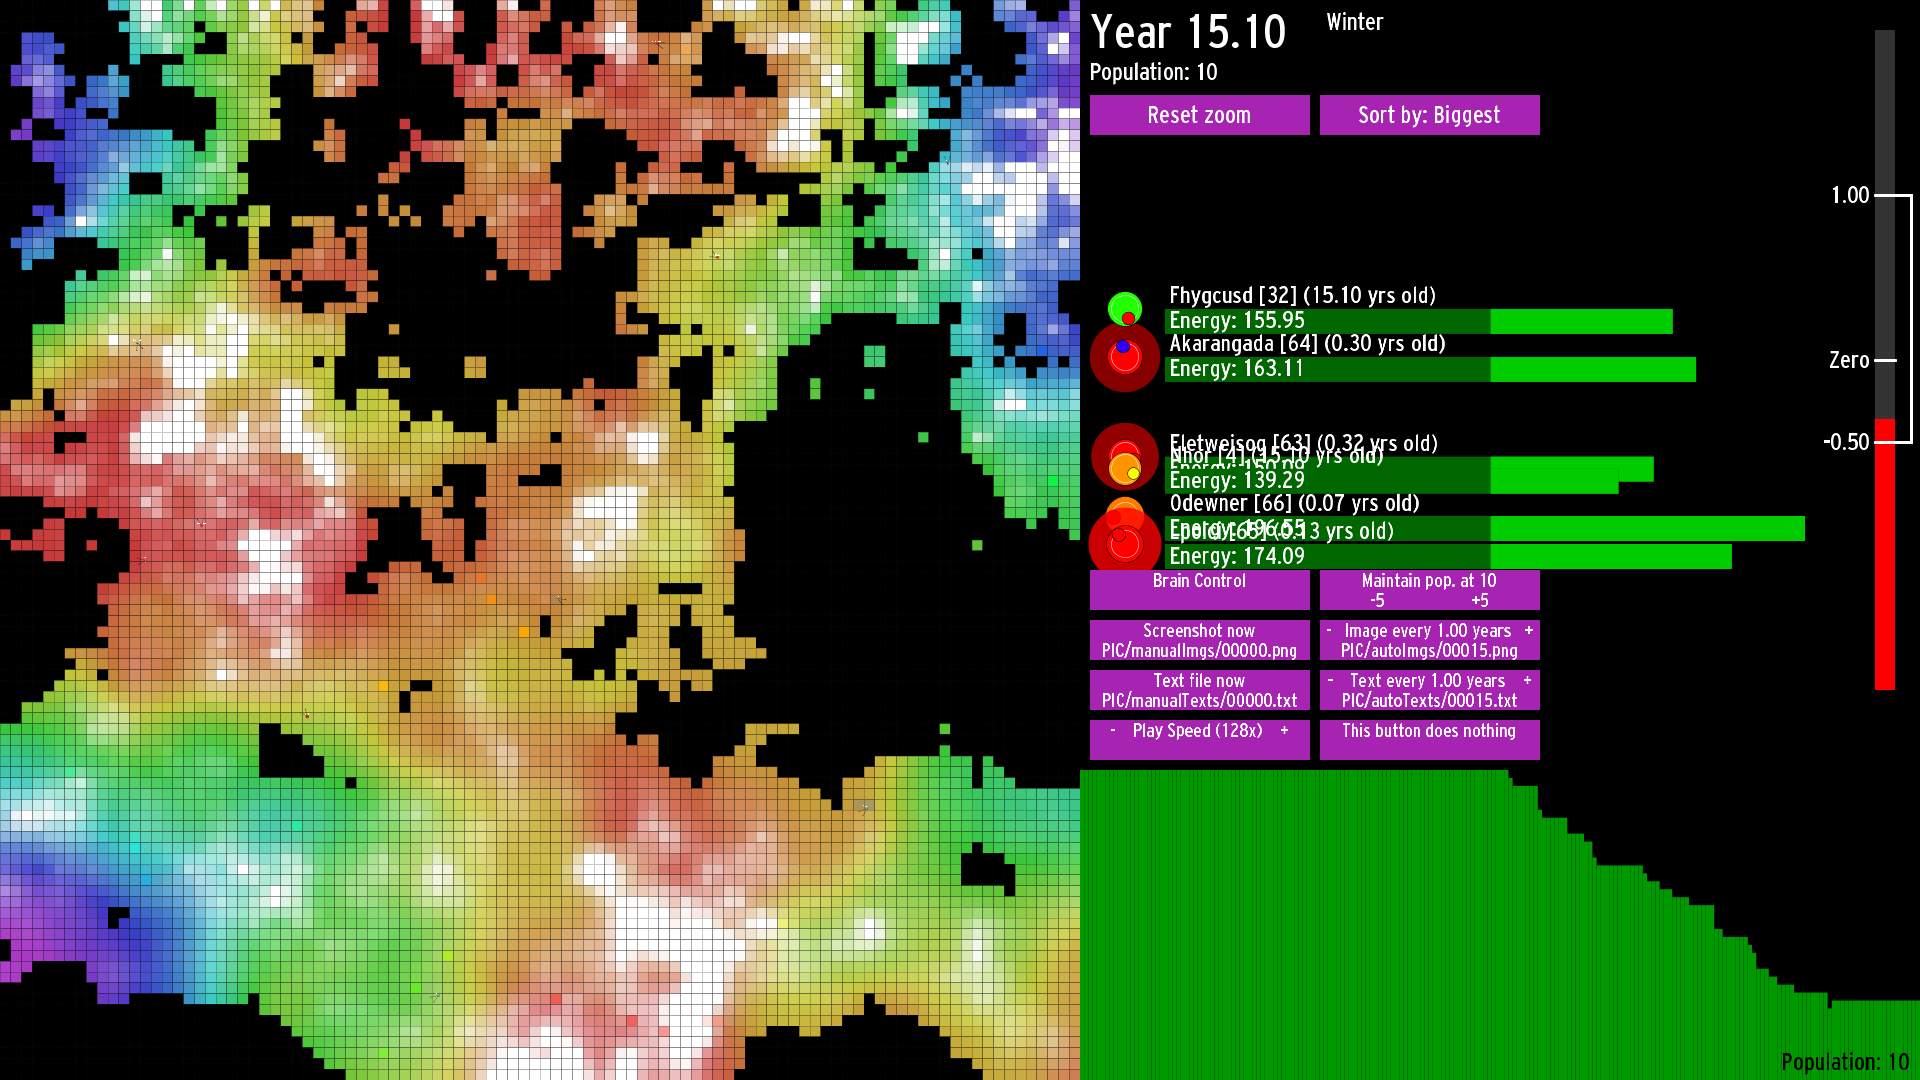 Year 15.10
Winter
Population: 10
Reset zoom
Sort by: Biggest
1.00
Zero
-0.50
Fhygcusd [32] (15.10 yrs old)
Energy: 155.95
Akarangada [64] (0.30 yrs old)
Energy: 163.11
Eletweisog [63] (0.32 yrs old)
Nhor [4] (15.10 yrs old)
Energy: 139.29
Odewner [66] (0.07 yrs old)
Energy: 196.55
[65] (0.13 yrs old)
Energy: 174.09
Brain Control
Maintain pop. at 10
-5 +5
Screenshot now
PIC/manualImgs/00000.png
- Image every 1.00 years +
PIC/autoImgs/00015.png
Text file now
PIC/manualTexts/00000.txt
- Text every 1.00 years +
PIC/autoTexts/00015.txt
- Play Speed (128x) +
This button does nothing
Population: 10